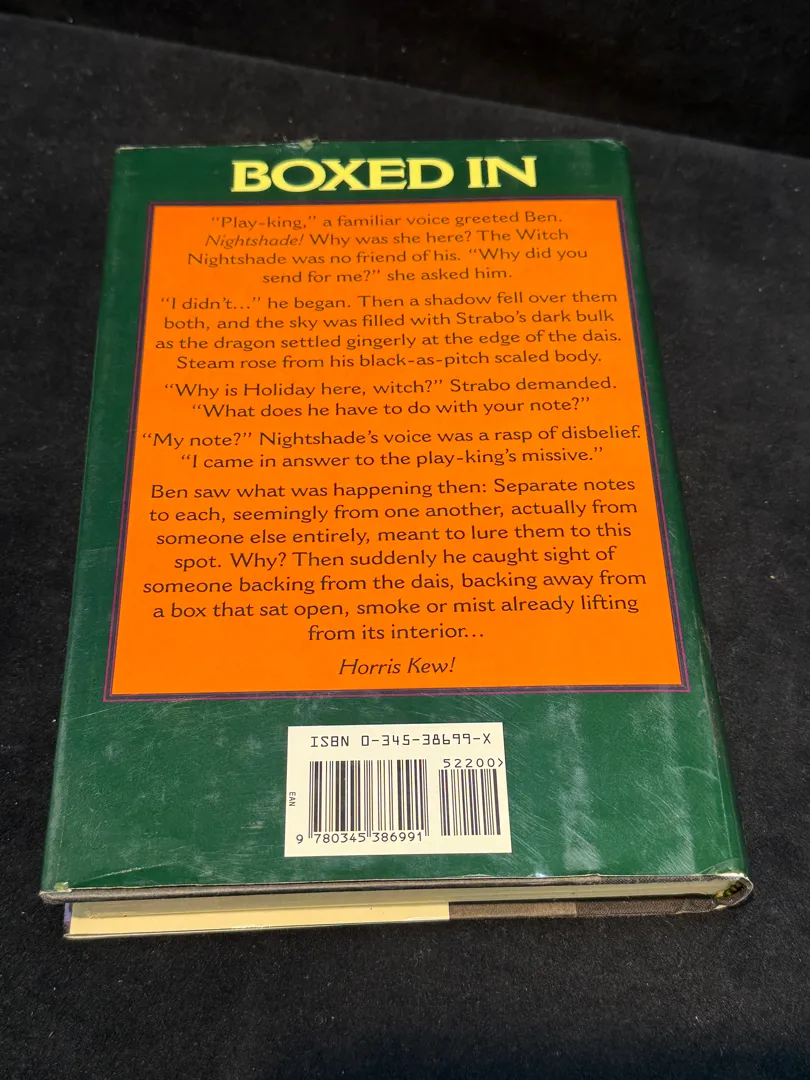 BOXED IN
“Play-king,” a familiar voice greeted Ben.
Nightshade! Why was she here? The Witch
Nightshade was no friend of his. “Why did you
send for me?” she asked him.
“I didn’t...” he began. Then a shadow fell over them
both, and the sky was filled with Strabo’s dark bulk
as the dragon settled gingerly at the edge of the dais.
Steam rose from his black-as-pitch scaled body.
“Why is Holiday here, witch?” Strabo demanded.
“What does he have to do with your note?”
“My note?” Nightshade’s voice was a rasp of disbelief.
“I came in answer to the play-king’s missive.”
Ben saw what was happening then: Separate notes
to each, seemingly from one another, actually from
someone else entirely, meant to lure them to this
spot. Why? Then suddenly he caught sight of
someone backing from the dais, backing away from
a box that sat open, smoke or mist already lifting
from its interior...
Horris Kew!
ISBN 0-345-38699-X
52200>
EAN
9 780345 386991